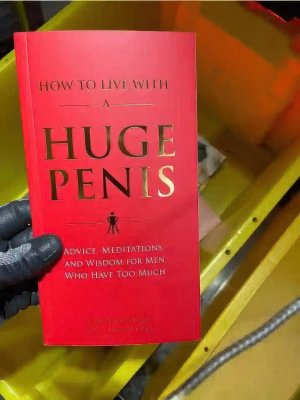 HOW TO LIVE WITH
A
HUGE
PENIS
ADVICE, MEDITATIONS,
AND WISDOM FOR MEN
WHO HAVE TOO MUCH